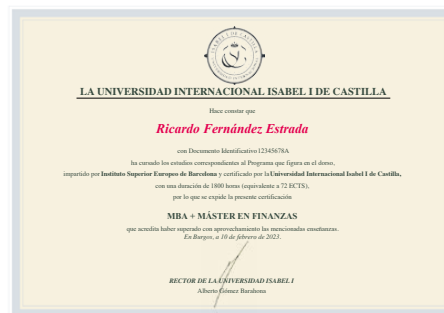 LA UNIVERSIDAD INTERNACIONAL ISABEL I DE CASTILLA
Hace constar que
Ricardo Fernández Estrada
con Documento Identificativo 12345678A
ha cursado los estudios correspondientes al Programa que figura en el dorso,
impartido por Instituto Superior Europeo de Barcelona y certificado por la Universidad Internacional Isabel I de Castilla,
con una duración de 1800 horas (equivalente a 72 ECTS),
por lo que se expide la presente certificación
MBA + MÁSTER EN FINANZAS
que acredita haber superado con aprovechamiento las mencionadas enseñanzas.
En Burgos, a 10 de febrero de 2023.
RECTOR DE LA UNIVERSIDAD ISABEL I
Alberto Gómez Barahona